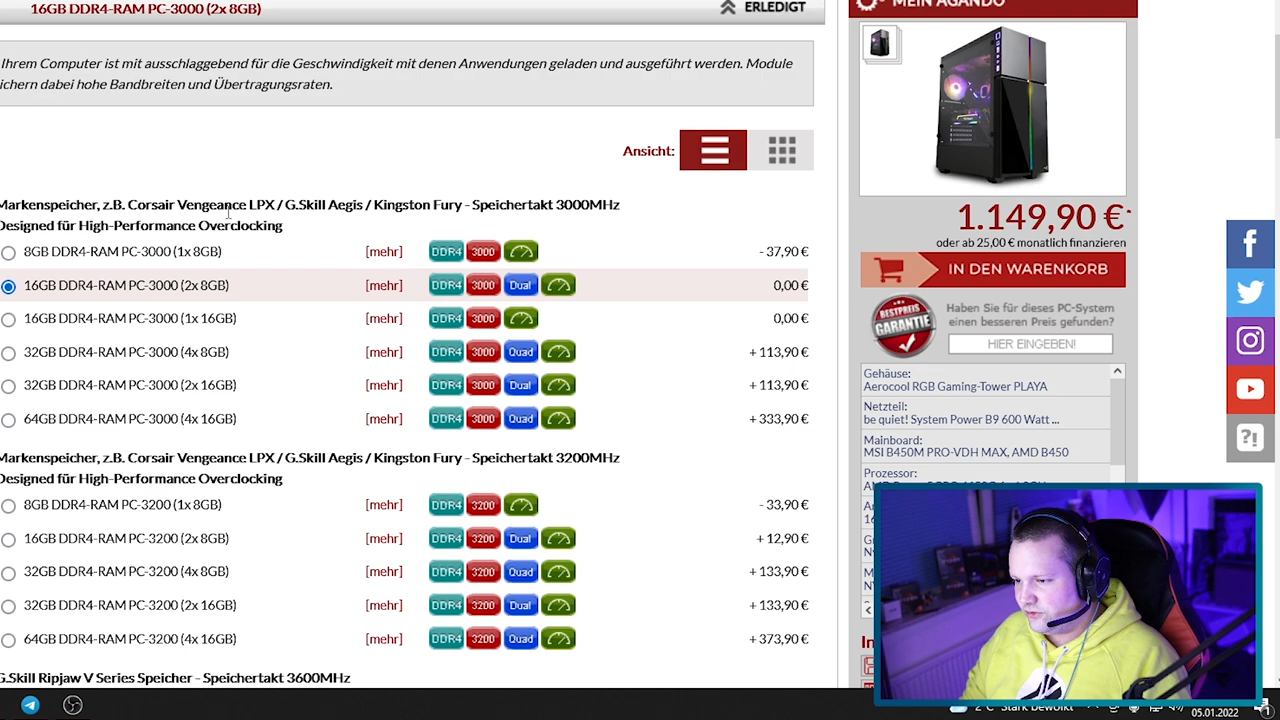 16GB DDR4-RAM PC-3000 (2x 8GB)
ERLEDIGT
Ihrem Computer ist mit ausschaggebend für die Geschwindigkeit mit denen Anwendungen geladen und ausgeführt werden. Module
ichern dabei hohe Bandbreiten und Übertragungsraten.
Ansicht:
Markenspeicher, z.B. Corsair Vengeance LPX / G.Skill Aegis / Kingston Fury - Speichertakt 3000MHz
Designed für High-Performance Overclocking
8GB DDR4-RAM PC-3000 (1x 8GB) [mehr] DDR4 3000 - 37,90 €
16GB DDR4-RAM PC-3000 (2x 8GB) [mehr] DDR4 3000 Dual 0,00 €
16GB DDR4-RAM PC-3000 (1x 16GB) [mehr] DDR4 3000 0,00 €
32GB DDR4-RAM PC-3000 (4x 8GB) [mehr] DDR4 3000 Quad + 113,90 €
32GB DDR4-RAM PC-3000 (2x 16GB) [mehr] DDR4 3000 Dual + 113,90 €
64GB DDR4-RAM PC-3000 (4x 16GB) [mehr] DDR4 3000 Quad + 333,90 €
Markenspeicher, z.B. Corsair Vengeance LPX / G.Skill Aegis / Kingston Fury - Speichertakt 3200MHz
Designed für High-Performance Overclocking
8GB DDR4-RAM PC-3200 (1x 8GB) [mehr] DDR4 3200 - 33,90 €
16GB DDR4-RAM PC-3200 (2x 8GB) [mehr] DDR4 3200 Dual + 12,90 €
32GB DDR4-RAM PC-3200 (4x 8GB) [mehr] DDR4 3200 Quad + 133,90 €
32GB DDR4-RAM PC-3200 (2x 16GB) [mehr] DDR4 3200 Dual + 133,90 €
64GB DDR4-RAM PC-3200 (4x 16GB) [mehr] DDR4 3200 Quad + 373,90 €
G.Skill Ripjaw V Series Speicher - Speichertakt 3600MHz
MEIN AGANDO
1.149,90 €*
oder ab 25,00 € monatlich finanzieren
IN DEN WARENKORB
BESTPREIS
GARANTIE
Haben Sie für dieses PC-System
einen besseren Preis gefunden?
HIER EINGEBEN!
Gehäuse:
Aerocool RGB Gaming-Tower PLAYA
Netzteil:
be quiet! System Power B9 600 Watt ...
Mainboard:
MSI B450M PRO-VDH MAX, AMD B450
Prozessor:
2°C Stark bewölkt
05.01.2022